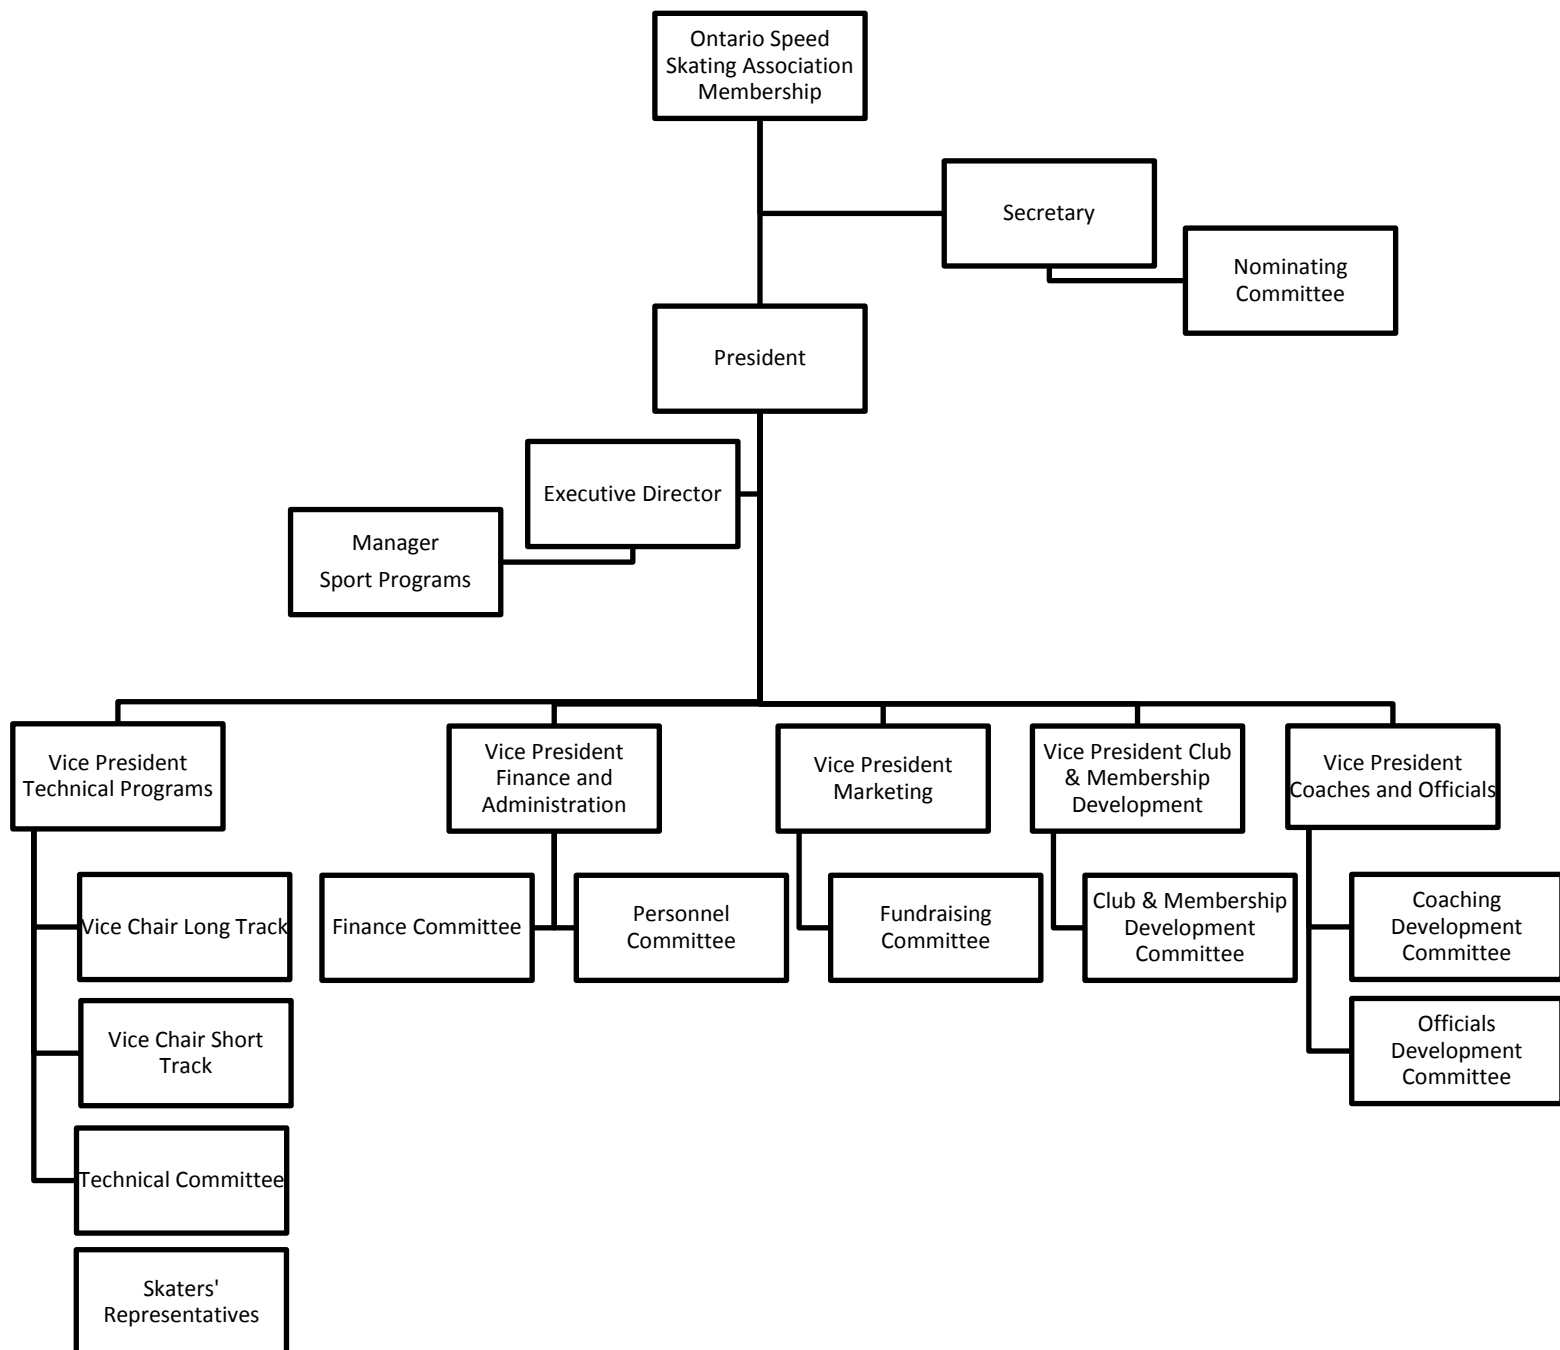 Ontario Speed
Skating Association
Membership
Secretary
Nominating
Committee
President
Executive Director
Manager
Sport Programs
Vice President
Technical Programs
Vice President
Finance and
Administration
Vice President
Marketing
Vice President Club
& Membership
Development
Vice President
Coaches and Officials
Vice Chair Long Track
Finance Committee
Personnel
Committee
Fundraising
Committee
Club & Membership
Development
Committee
Coaching
Development
Committee
Vice Chair Short
Track
Officials
Development
Committee
Technical Committee
Skaters'
Representatives